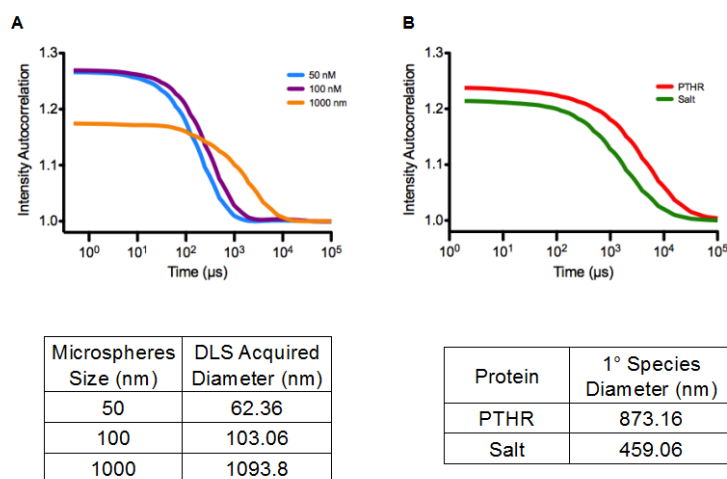 A
B
1.3
1.2
1.1
1.0
Intensity Autocorrelation
50 nM
100 nM
1000 nm
10⁰ 10¹ 10² 10³ 10⁴ 10⁵
Time (µs)
1.3
1.2
1.1
1.0
Intensity Autocorrelation
PTHR
Salt
10⁰ 10¹ 10² 10³ 10⁴ 10⁵
Time (µs)
Microspheres Size (nm) DLS Acquired Diameter (nm)
50 62.36
100 103.06
1000 1093.8
Protein 1° Species Diameter (nm)
PTHR 873.16
Salt 459.06